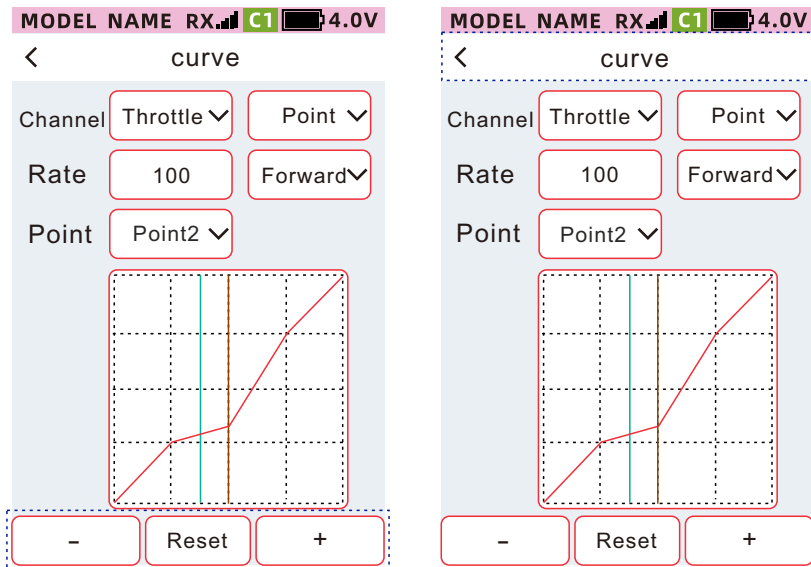 MODEL NAME RX C1 4.0V
curve
Channel Throttle Point
Rate 100 Forward
Point Point2
- Reset +
MODEL NAME RX C1 4.0V
curve
Channel Throttle Point
Rate 100 Forward
Point Point2
- Reset +